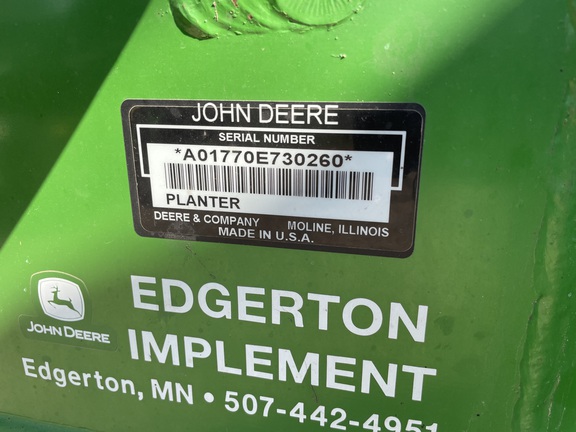 JOHN DEERE
SERIAL NUMBER
*A01770E730260*
PLANTER
DEERE & COMPANY MOLINE, ILLINOIS
MADE IN U.S.A.
EDGERTON
JOHN DEERE
IMPLEMENT
Edgerton, MN • 507-442-4951